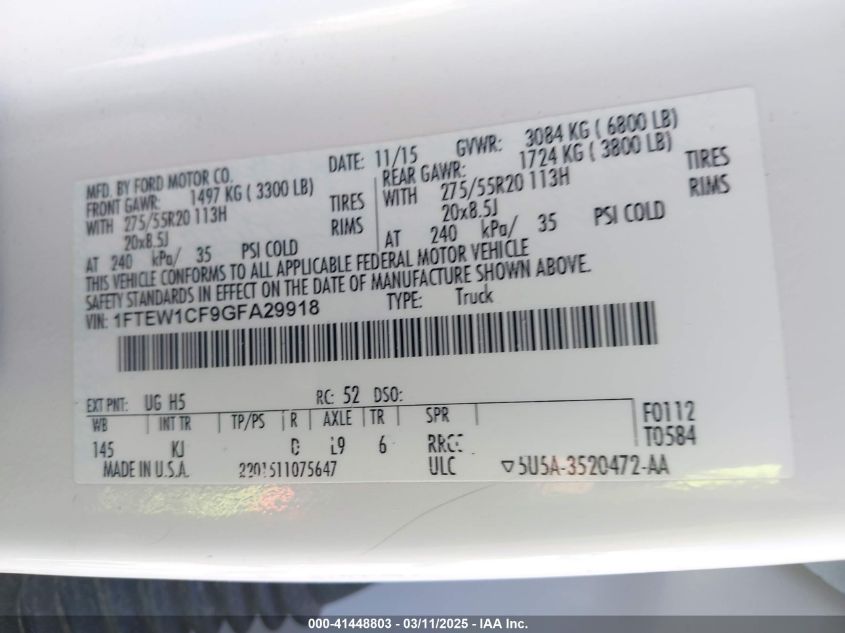 MFD. BY FORD MOTOR CO. DATE: 11/15 GVWR: 3084 KG ( 6800 LB)
FRONT GAWR: 1497 KG ( 3300 LB) REAR GAWR: 1724 KG ( 3800 LB)
WITH 275/55R20 113H TIRES WITH 275/55R20 113H TIRES
20x8.5J RIMS 20x8.5J RIMS
AT 240 kPa/ 35 PSI COLD AT 240 kPa/ 35 PSI COLD
THIS VEHICLE CONFORMS TO ALL APPLICABLE FEDERAL MOTOR VEHICLE
SAFETY STANDARDS IN EFFECT ON THE DATE OF MANUFACTURE SHOWN ABOVE.
VIN: 1FTEW1CF9GFA29918 TYPE: Truck
EXT PNT: UG H5 RC: 52 DSO:
WB INT TR TP/PS R AXLE TR SPR F0112
145 KJ L9 6 T0584
MADE IN U.S.A. ULC 5U5A-3520472-AA
000-41448803 - 03/11/2025 - IAA Inc.